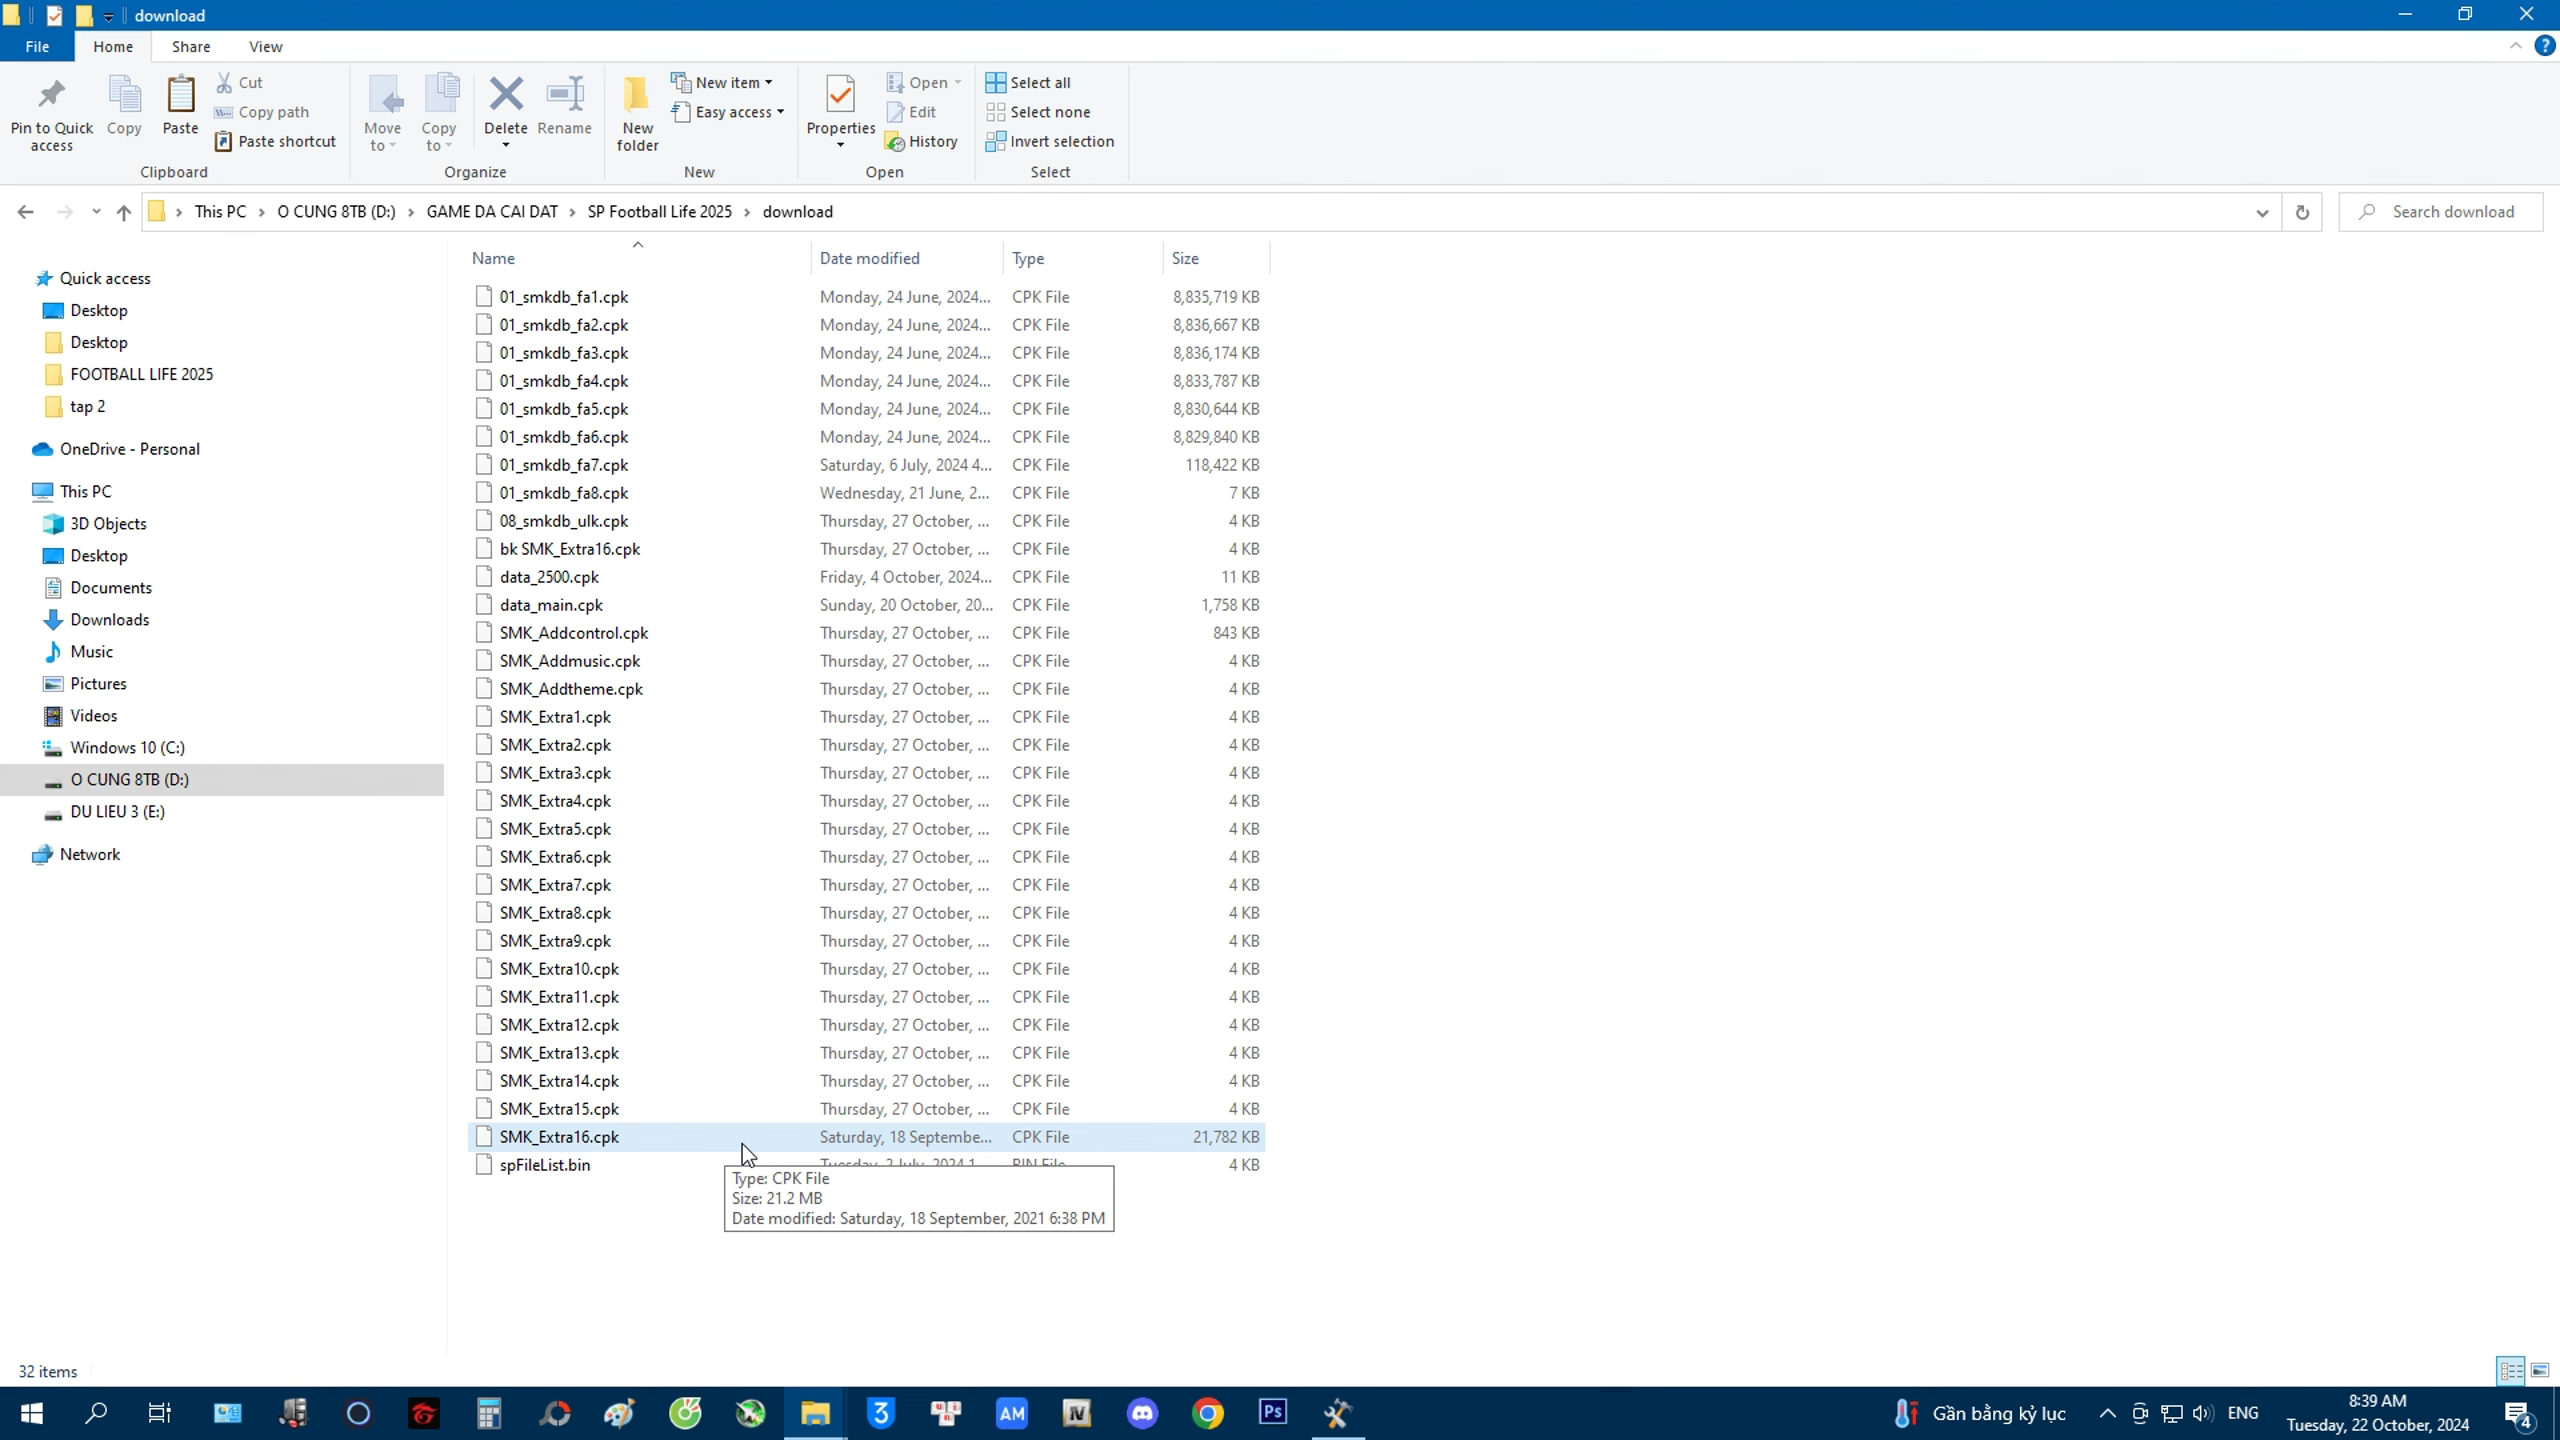 download
File Home Share View
Pin to Quick access
Copy
Paste
Cut
Copy path
Paste shortcut
Clipboard
Move to
Copy to
Delete
Rename
Organize
New folder
New item
Easy access
New
Properties
Open
Edit
History
Open
Select all
Select none
Invert selection
Select
This PC > O CUNG 8TB (D:) > GAME DA CAI DAT > SP Football Life 2025 > download
Search download
Quick access
Desktop
Desktop
FOOTBALL LIFE 2025
tap 2
OneDrive - Personal
This PC
3D Objects
Desktop
Documents
Downloads
Music
Pictures
Videos
Windows 10 (C:)
O CUNG 8TB (D:)
DU LIEU 3 (E:)
Network
Name Date modified Type Size
01_smkdb_fa1.cpk Monday, 24 June, 2024... CPK File 8,835,719 KB
01_smkdb_fa2.cpk Monday, 24 June, 2024... CPK File 8,836,667 KB
01_smkdb_fa3.cpk Monday, 24 June, 2024... CPK File 8,836,174 KB
01_smkdb_fa4.cpk Monday, 24 June, 2024... CPK File 8,833,787 KB
01_smkdb_fa5.cpk Monday, 24 June, 2024... CPK File 8,830,644 KB
01_smkdb_fa6.cpk Monday, 24 June, 2024... CPK File 8,829,840 KB
01_smkdb_fa7.cpk Saturday, 6 July, 2024 4... CPK File 118,422 KB
01_smkdb_fa8.cpk Wednesday, 21 June, 2... CPK File 7 KB
08_smkdb_ulk.cpk Thursday, 27 October, ... CPK File 4 KB
bk SMK_Extra16.cpk Thursday, 27 October, ... CPK File 4 KB
data_2500.cpk Friday, 4 October, 2024... CPK File 11 KB
data_main.cpk Sunday, 20 October, 20... CPK File 1,758 KB
SMK_Addcontrol.cpk Thursday, 27 October, ... CPK File 843 KB
SMK_Addmusic.cpk Thursday, 27 October, ... CPK File 4 KB
SMK_Addtheme.cpk Thursday, 27 October, ... CPK File 4 KB
SMK_Extra1.cpk Thursday, 27 October, ... CPK File 4 KB
SMK_Extra2.cpk Thursday, 27 October, ... CPK File 4 KB
SMK_Extra3.cpk Thursday, 27 October, ... CPK File 4 KB
SMK_Extra4.cpk Thursday, 27 October, ... CPK File 4 KB
SMK_Extra5.cpk Thursday, 27 October, ... CPK File 4 KB
SMK_Extra6.cpk Thursday, 27 October, ... CPK File 4 KB
SMK_Extra7.cpk Thursday, 27 October, ... CPK File 4 KB
SMK_Extra8.cpk Thursday, 27 October, ... CPK File 4 KB
SMK_Extra9.cpk Thursday, 27 October, ... CPK File 4 KB
SMK_Extra10.cpk Thursday, 27 October, ... CPK File 4 KB
SMK_Extra11.cpk Thursday, 27 October, ... CPK File 4 KB
SMK_Extra12.cpk Thursday, 27 October, ... CPK File 4 KB
SMK_Extra13.cpk Thursday, 27 October, ... CPK File 4 KB
SMK_Extra14.cpk Thursday, 27 October, ... CPK File 4 KB
SMK_Extra15.cpk Thursday, 27 October, ... CPK File 4 KB
SMK_Extra16.cpk Saturday, 18 Septembe... CPK File 21,782 KB
spFileList.bin Tuesday, 2 July, 2024 1... BIN File 4 KB
Type: CPK File
Size: 21.2 MB
Date modified: Saturday, 18 September, 2021 6:38 PM
32 items
3
AM
IV
Ps
Gần bằng kỷ lục
ENG
8:39 AM
Tuesday, 22 October, 2024
4